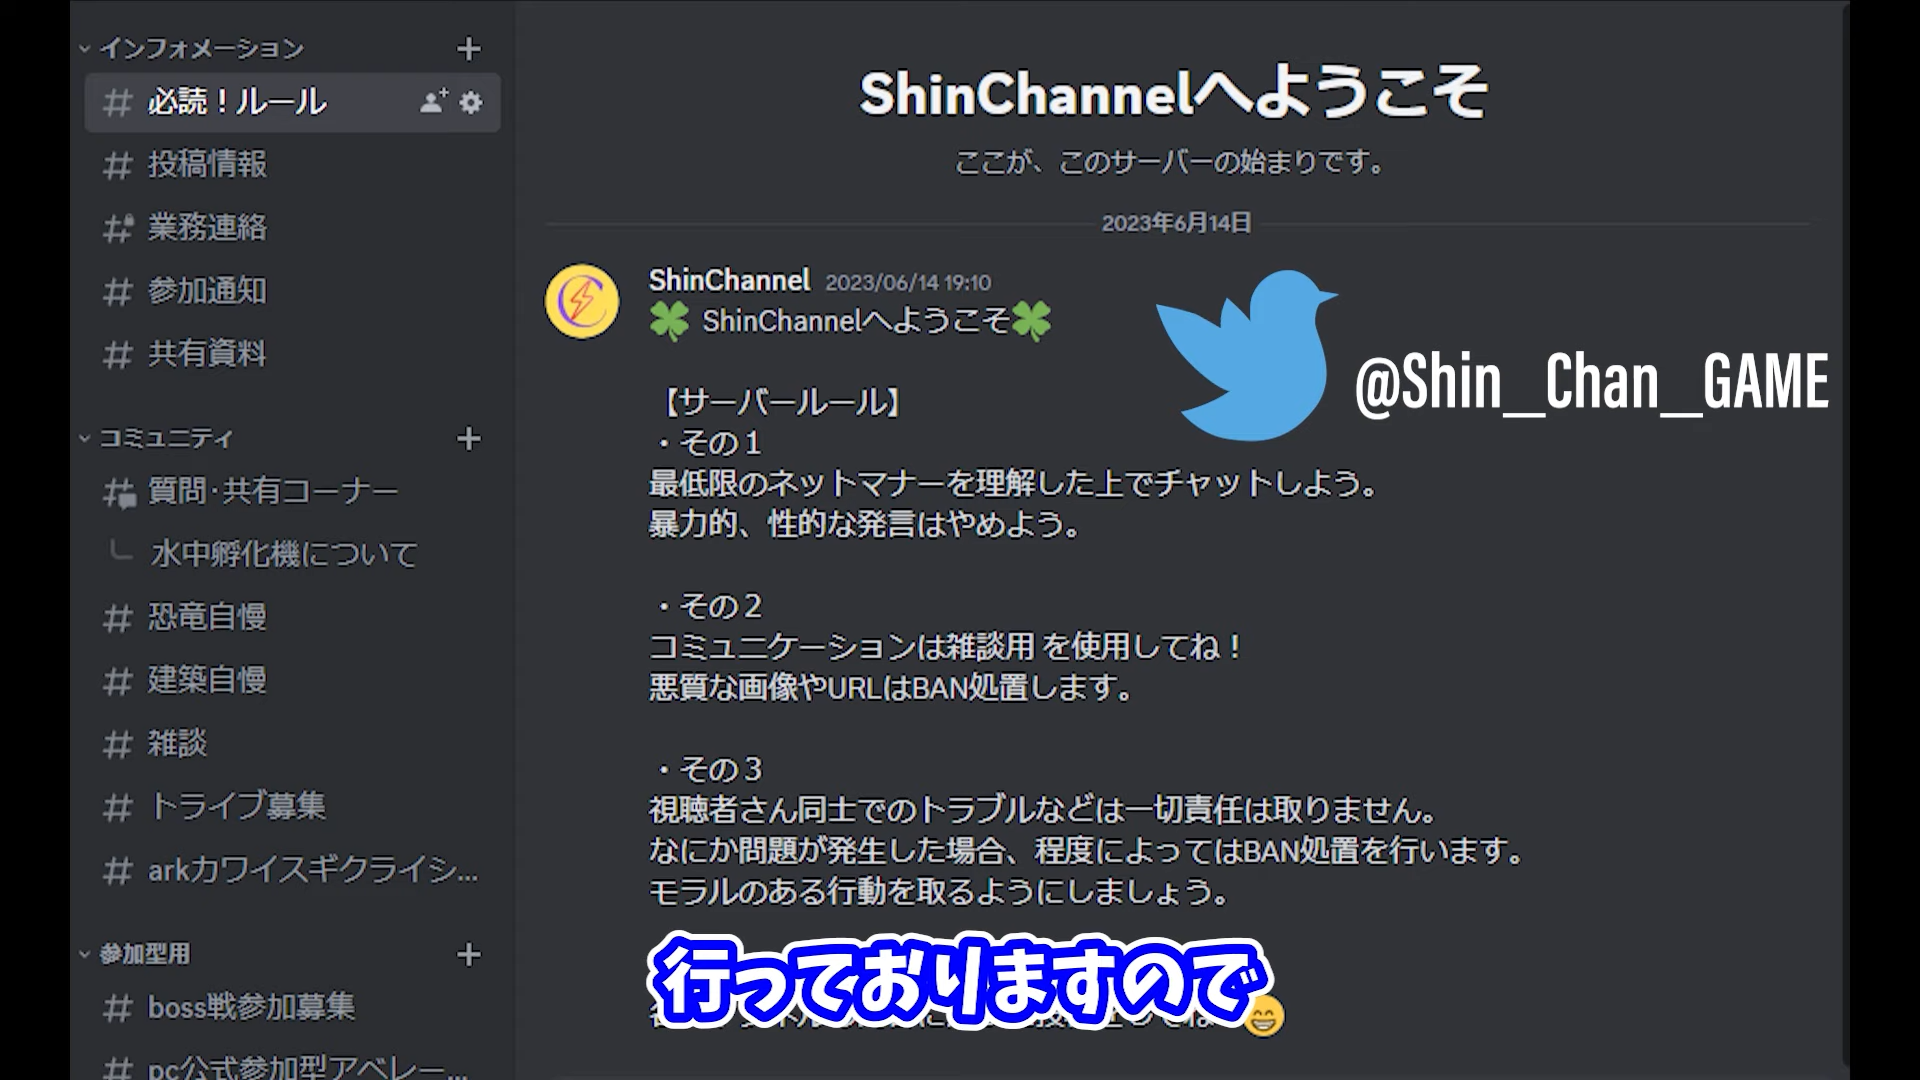 インフォメーション
必読！ルール
投稿情報
業務連絡
参加通知
共有資料
コミュニティ
質問･共有コーナー
水中孵化機について
恐竜自慢
建築自慢
雑談
トライブ募集
arkカワイスギクライシ...
参加型用
boss戦参加募集
pc公式参加型アベレー...
ShinChannelへようこそ
ここが、このサーバーの始まりです。
2023年6月14日
ShinChannel 2023/06/14 19:10
ShinChannelへようこそ
@Shin_Chan_GAME
【サーバールール】
・その１
最低限のネットマナーを理解した上でチャットしよう。
暴力的、性的な発言はやめよう。
・その２
コミュニケーションは雑談用 を使用してね！
悪質な画像やURLはBAN処置します。
・その３
視聴者さん同士でのトラブルなどは一切責任は取りません。
なにか問題が発生した場合、程度によってはBAN処置を行います。
モラルのある行動を取るようにしましょう。
行っておりますので